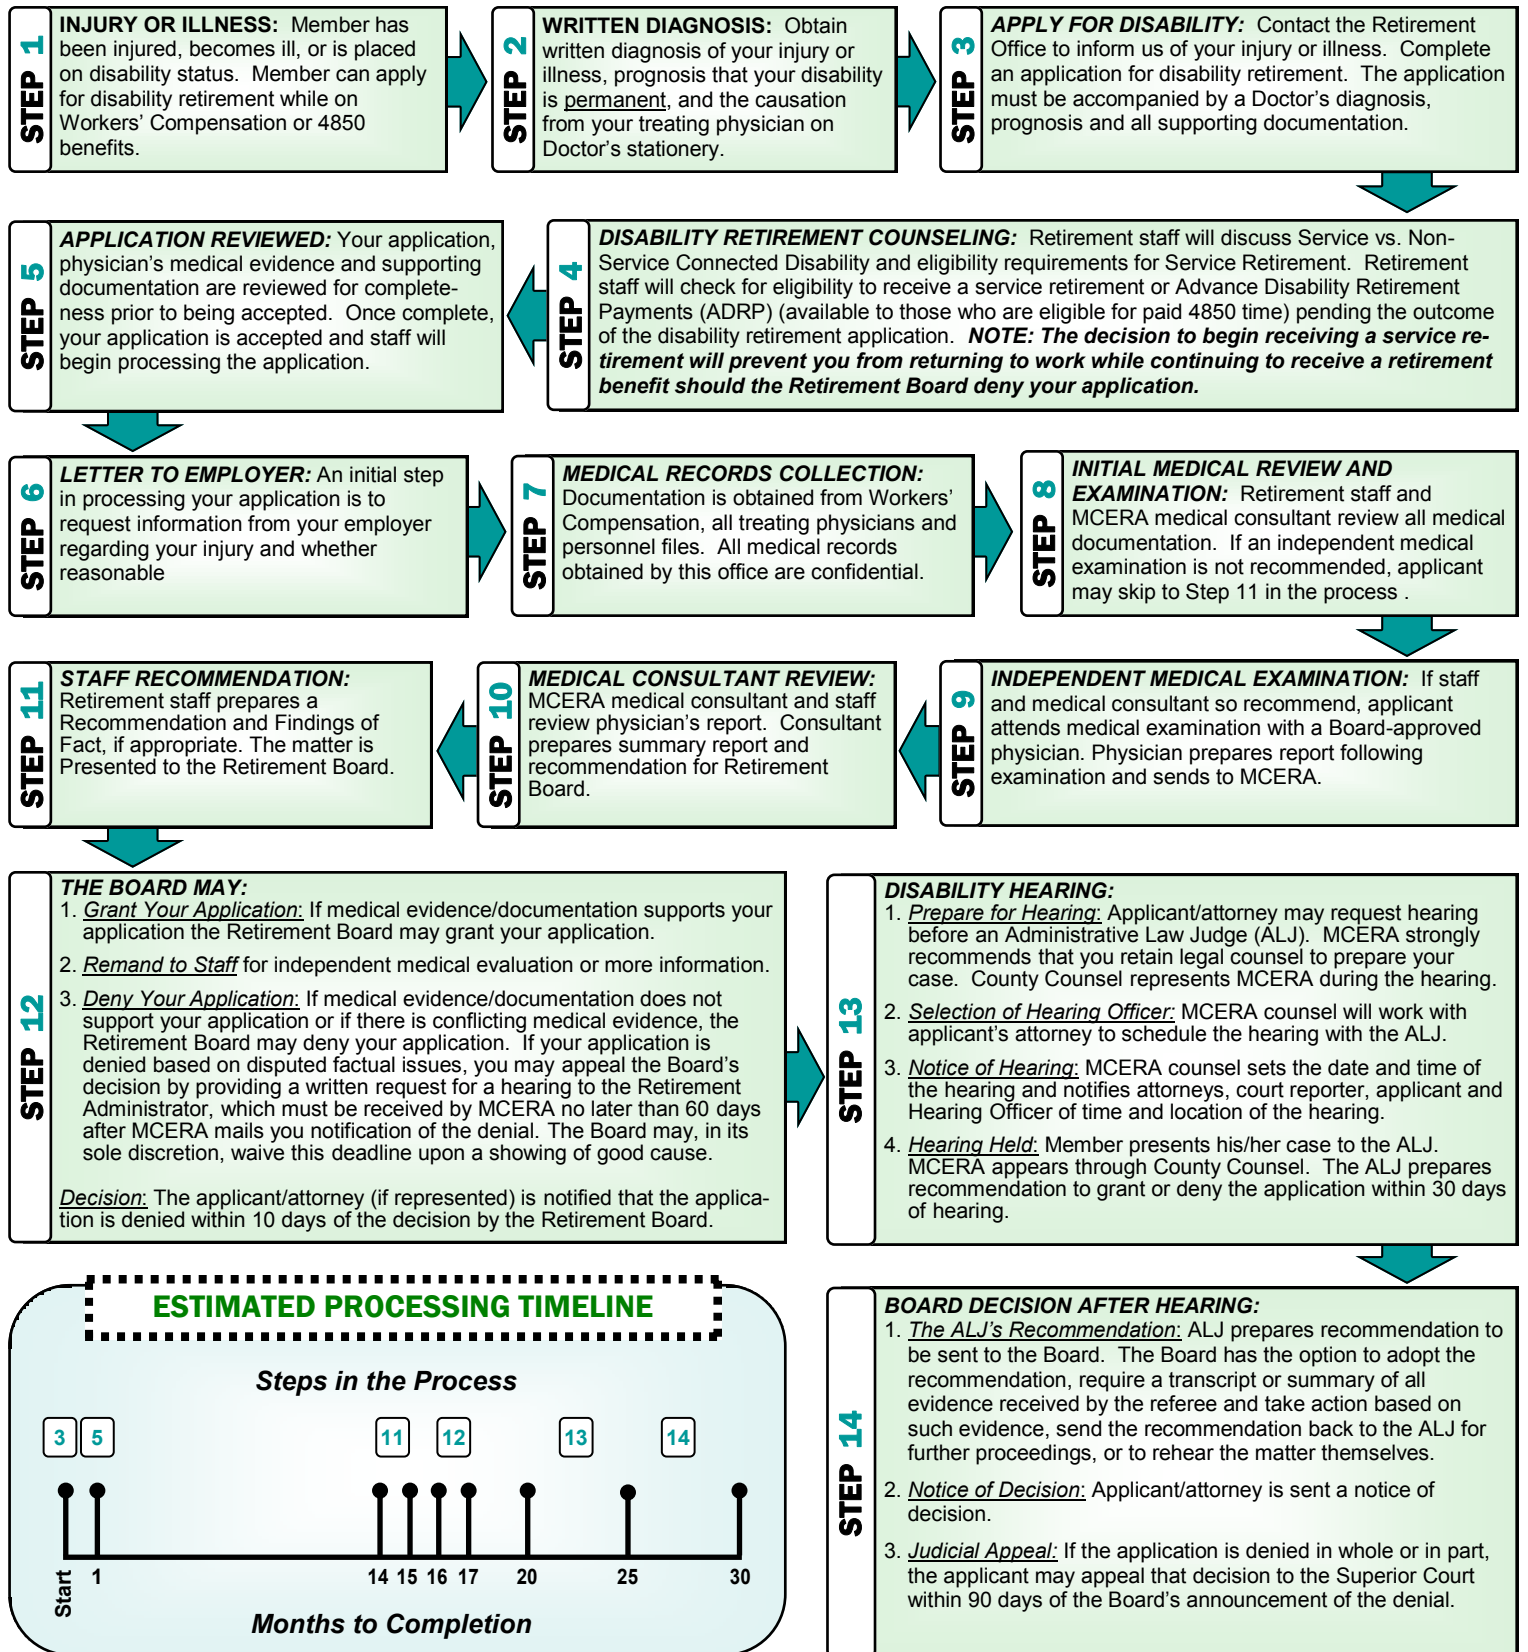 STEP 1
INJURY OR ILLNESS: Member has
been injured, becomes ill, or is placed
on disability status. Member can apply
for disability retirement while on
Workers' Compensation or 4850
benefits.
STEP 2
WRITTEN DIAGNOSIS: Obtain
written diagnosis of your injury or
illness, prognosis that your disability
is permanent, and the causation
from your treating physician on
Doctor's stationery.
STEP 3
APPLY FOR DISABILITY: Contact the Retirement
Office to inform us of your injury or illness. Complete
an application for disability retirement. The application
must be accompanied by a Doctor's diagnosis,
prognosis and all supporting documentation.
STEP 4
DISABILITY RETIREMENT COUNSELING: Retirement staff will discuss Service vs. Non-
Service Connected Disability and eligibility requirements for Service Retirement. Retirement
staff will check for eligibility to receive a service retirement or Advance Disability Retirement
Payments (ADRP) (available to those who are eligible for paid 4850 time) pending the outcome
of the disability retirement application. NOTE: The decision to begin receiving a service re-
tirement will prevent you from returning to work while continuing to receive a retirement
benefit should the Retirement Board deny your application.
STEP 5
APPLICATION REVIEWED: Your application,
physician's medical evidence and supporting
documentation are reviewed for complete-
ness prior to being accepted. Once complete,
your application is accepted and staff will
begin processing the application.
STEP 6
LETTER TO EMPLOYER: An initial step
in processing your application is to
request information from your employer
regarding your injury and whether
reasonable
STEP 7
MEDICAL RECORDS COLLECTION:
Documentation is obtained from Workers'
Compensation, all treating physicians and
personnel files. All medical records
obtained by this office are confidential.
STEP 8
INITIAL MEDICAL REVIEW AND
EXAMINATION: Retirement staff and
MCERA medical consultant review all medical
documentation. If an independent medical
examination is not recommended, applicant
may skip to Step 11 in the process .
STEP 9
INDEPENDENT MEDICAL EXAMINATION: If staff
and medical consultant so recommend, applicant
attends medical examination with a Board-approved
physician. Physician prepares report following
examination and sends to MCERA.
STEP 10
MEDICAL CONSULTANT REVIEW:
MCERA medical consultant and staff
review physician's report. Consultant
prepares summary report and
recommendation for Retirement
Board.
STEP 11
STAFF RECOMMENDATION:
Retirement staff prepares a
Recommendation and Findings of
Fact, if appropriate. The matter is
Presented to the Retirement Board.
STEP 12
THE BOARD MAY:
1. Grant Your Application: If medical evidence/documentation supports your
application the Retirement Board may grant your application.
2. Remand to Staff for independent medical evaluation or more information.
3. Deny Your Application: If medical evidence/documentation does not
support your application or if there is conflicting medical evidence, the
Retirement Board may deny your application. If your application is
denied based on disputed factual issues, you may appeal the Board's
decision by providing a written request for a hearing to the Retirement
Administrator, which must be received by MCERA no later than 60 days
after MCERA mails you notification of the denial. The Board may, in its
sole discretion, waive this deadline upon a showing of good cause.
Decision: The applicant/attorney (if represented) is notified that the applica-
tion is denied within 10 days of the decision by the Retirement Board.
STEP 13
DISABILITY HEARING:
1. Prepare for Hearing: Applicant/attorney may request hearing
before an Administrative Law Judge (ALJ). MCERA strongly
recommends that you retain legal counsel to prepare your
case. County Counsel represents MCERA during the hearing.
2. Selection of Hearing Officer: MCERA counsel will work with
applicant's attorney to schedule the hearing with the ALJ.
3. Notice of Hearing: MCERA counsel sets the date and time of
the hearing and notifies attorneys, court reporter, applicant and
Hearing Officer of time and location of the hearing.
4. Hearing Held: Member presents his/her case to the ALJ.
MCERA appears through County Counsel. The ALJ prepares
recommendation to grant or deny the application within 30 days
of hearing.
STEP 14
BOARD DECISION AFTER HEARING:
1. The ALJ's Recommendation: ALJ prepares recommendation to
be sent to the Board. The Board has the option to adopt the
recommendation, require a transcript or summary of all
evidence received by the referee and take action based on
such evidence, send the recommendation back to the ALJ for
further proceedings, or to rehear the matter themselves.
2. Notice of Decision: Applicant/attorney is sent a notice of
decision.
3. Judicial Appeal: If the application is denied in whole or in part,
the applicant may appeal that decision to the Superior Court
within 90 days of the Board's announcement of the denial.
ESTIMATED PROCESSING TIMELINE
Steps in the Process
3 5 11 12 13 14
Start 1 14 15 16 17 20 25 30
Months to Completion